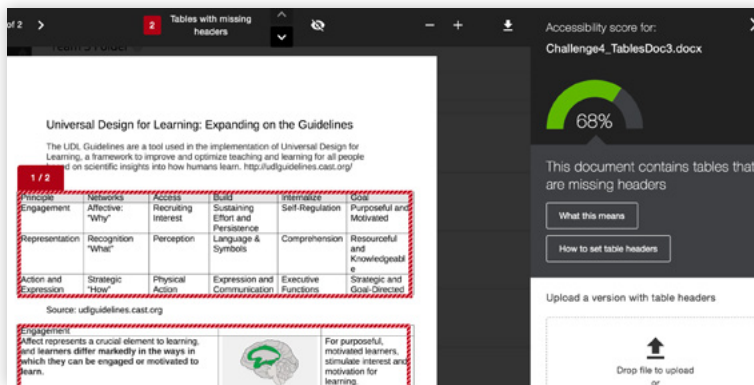 of 2
2
Tables with missing
headers
Accessibility score for:
Challenge4_TablesDoc3.docx
68%
This document contains tables that
are missing headers
What this means
How to set table headers
Upload a version with table headers
Drop file to upload
or
Universal Design for Learning: Expanding on the Guidelines
The UDL Guidelines are a tool used in the implementation of Universal Design for
Learning, a framework to improve and optimize teaching and learning for all people
on scientific insights into how humans learn. http://udlguidelines.cast.org/
1 / 2
Principle Networks Access Build Internalize Goal
Engagement Affective: Recruiting Sustaining Self-Regulation Purposeful and
"Why" Interest Effort and Motivated
Persistence
Representation Recognition Perception Language & Comprehension Resourceful
"What" Symbols and
Knowledgeabl
e
Action and Strategic Physical Expression and Executive Strategic and
Expression "How" Action Communication Functions Goal-Directed
Source: udlguidelines.cast.org
Engagement
Affect represents a crucial element to learning,
and learners differ markedly in the ways in
which they can be engaged or motivated to
learn.
For purposeful,
motivated learners,
stimulate interest and
motivation for
learning.